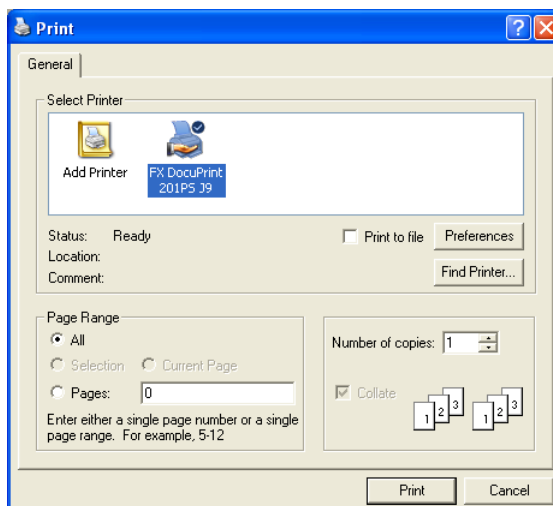 Print
General
Select Printer
Add Printer
FX DocuPrint
201PS J9
Status: Ready
Location:
Comment:
Print to file
Preferences
Find Printer...
Page Range
All
Selection
Current Page
Pages: 0
Enter either a single page number or a single
page range. For example, 5-12
Number of copies: 1
Collate
1 2 3 1 2 3
Print
Cancel